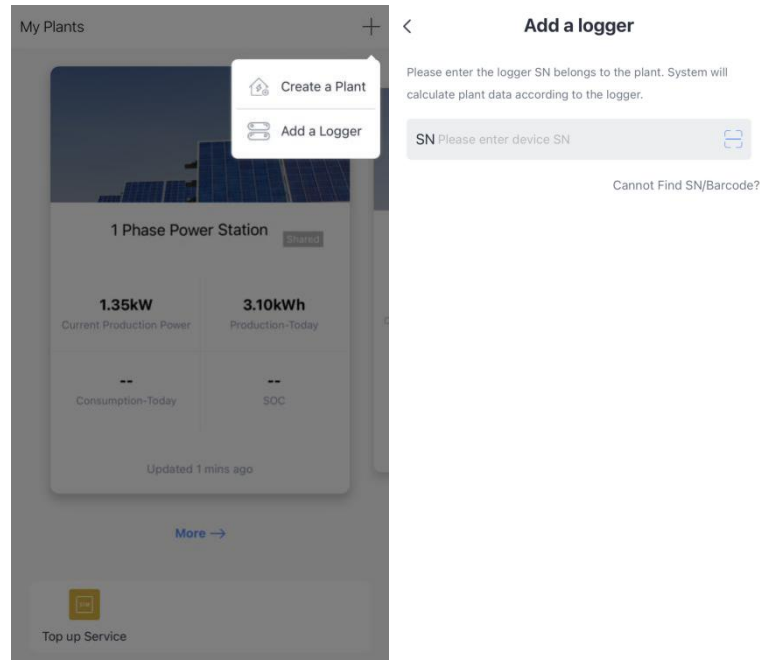 My Plants
Create a Plant
Add a Logger
1 Phase Power Station
Shared
1.35kW
3.10kWh
Current Production Power
Production-Today
--
--
Consumption-Today
SOC
Updated 1 mins ago
More →
Top up Service
Add a logger
Please enter the logger SN belongs to the plant. System will
calculate plant data according to the logger.
SN Please enter device SN
Cannot Find SN/Barcode?